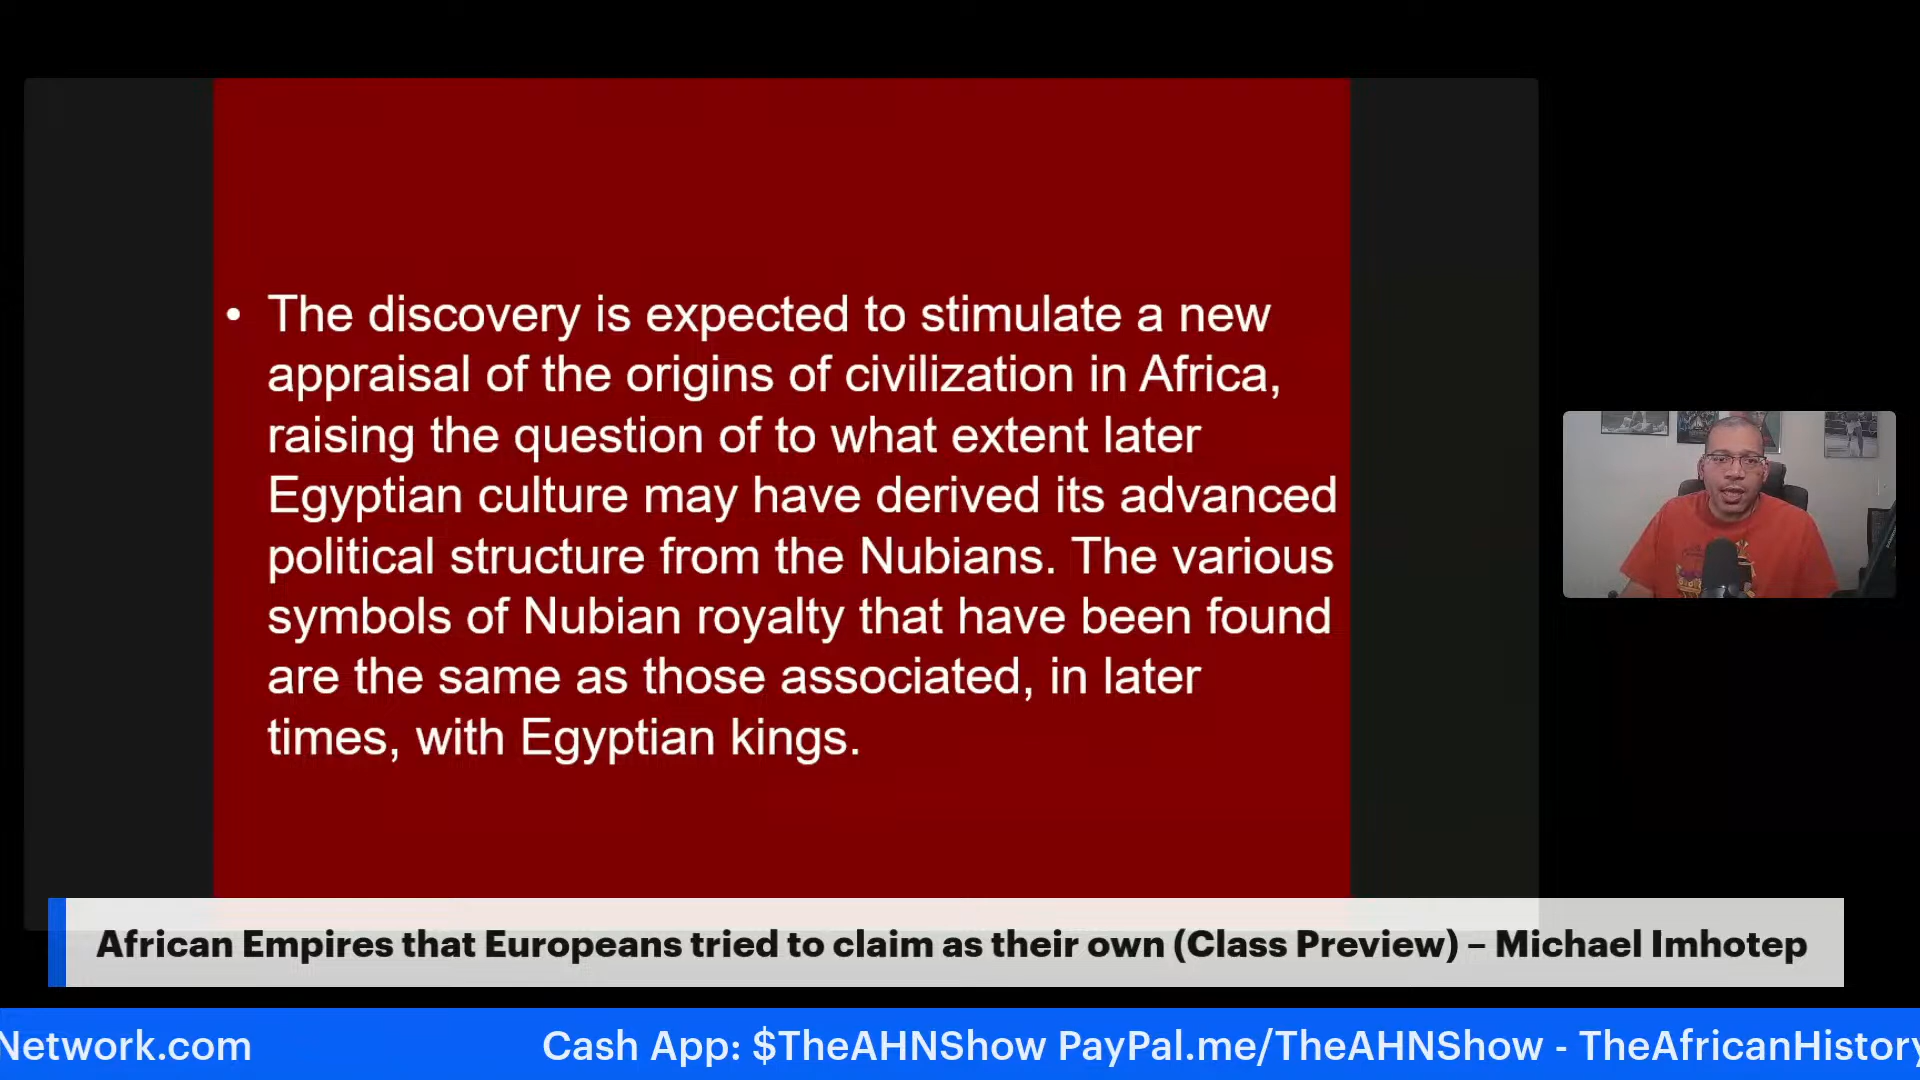 • The discovery is expected to stimulate a new
appraisal of the origins of civilization in Africa,
raising the question of to what extent later
Egyptian culture may have derived its advanced
political structure from the Nubians. The various
symbols of Nubian royalty that have been found
are the same as those associated, in later
times, with Egyptian kings.
African Empires that Europeans tried to claim as their own (Class Preview) – Michael Imhotep
Network.com Cash App: $TheAHNShow PayPal.me/TheAHNShow - TheAfricanHistory